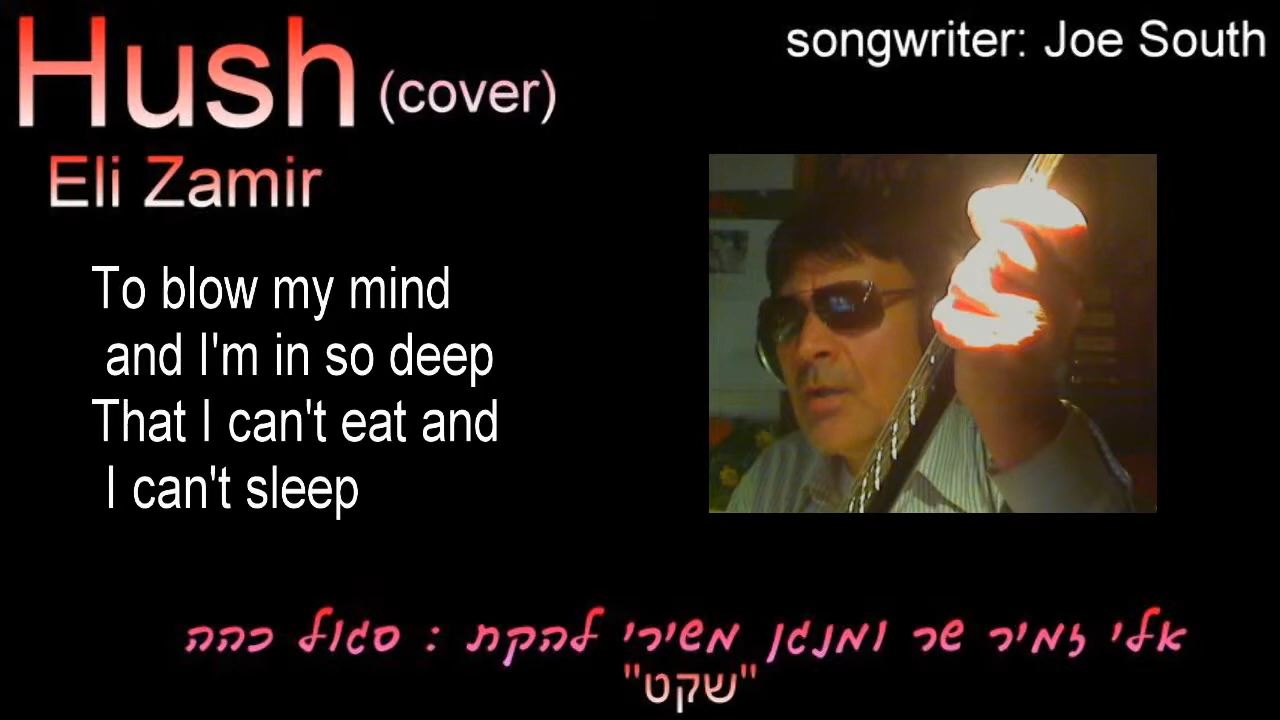 Hush (cover)
songwriter: Joe South
Eli Zamir
To blow my mind
and I'm in so deep
That I can't eat and
I can't sleep
אלי זמיר שר ומנגן משירי להקת : סגול כהה
"שקט"